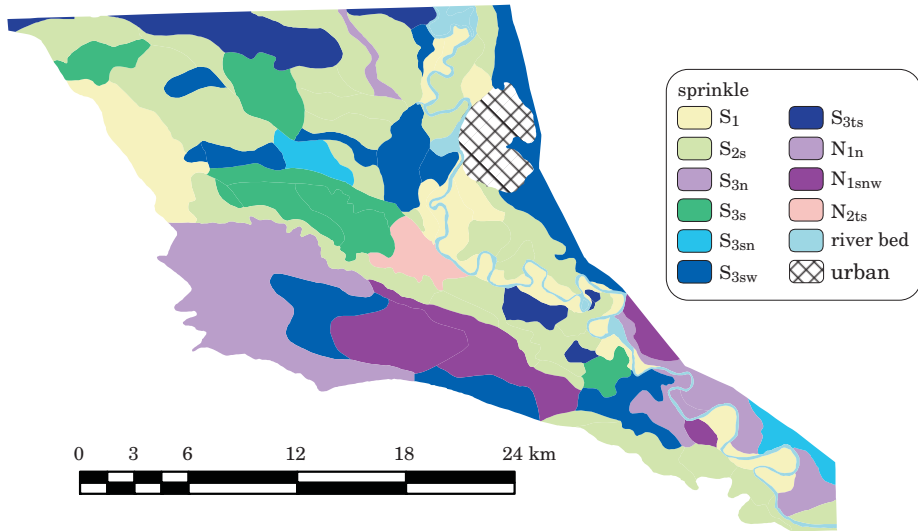 sprinkle
S₁
S₂ₛ
S₃ₙ
S₃ₛ
S₃ₛₙ
S₃sw
S₃ts
N₁ₙ
N₁snw
N₂ts
river bed
urban
0 3 6 12 18 24 km